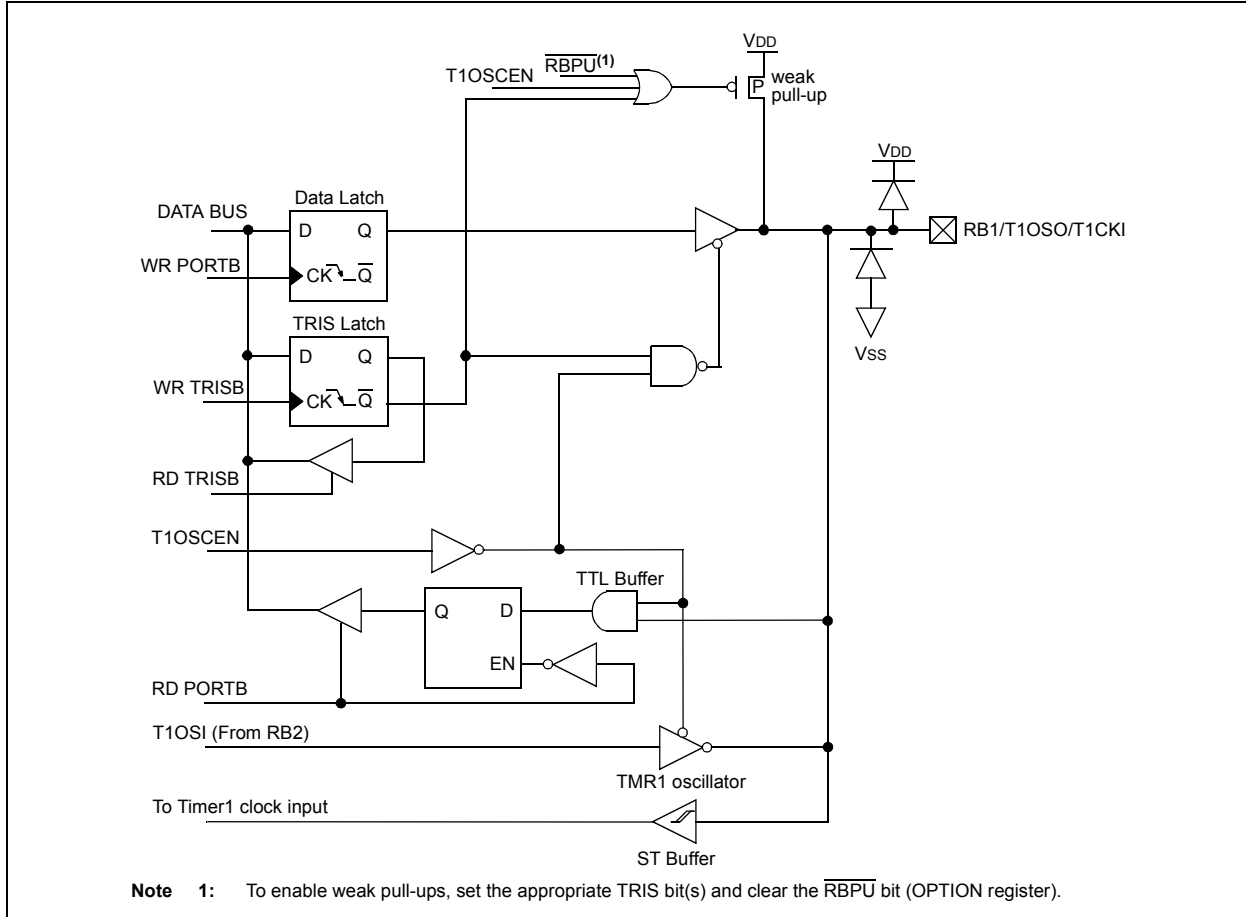 VDD
RBPU(1)
T1OSCEN
P
weak
pull-up
VDD
Data Latch
DATA BUS
D Q
RB1/T1OSO/T1CKI
WR PORTB
CK Q
TRIS Latch
D Q
VSS
WR TRISB
CK Q
RD TRISB
T1OSCEN
TTL Buffer
Q D
EN
RD PORTB
T1OSI (From RB2)
TMR1 oscillator
To Timer1 clock input
ST Buffer
Note 1: To enable weak pull-ups, set the appropriate TRIS bit(s) and clear the RBPU bit (OPTION register).